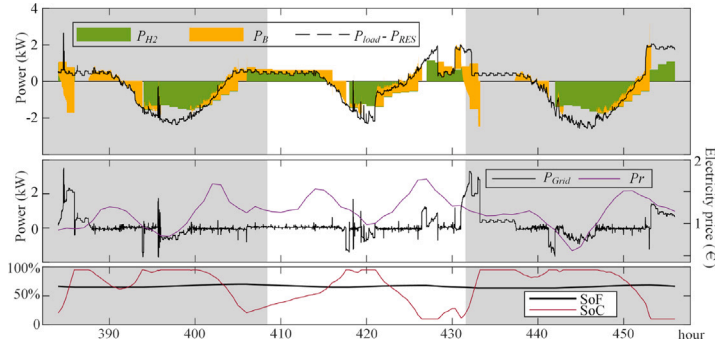 4
2
0
-2
Power (kW)
P_H2 P_B P_load - P_RES
2
0
Power (kW)
P_Grid Pr
2
1.5
1
Electricity price (€)
100%
50%
SoF
SoC
390 400 410 420 430 440 450 hour